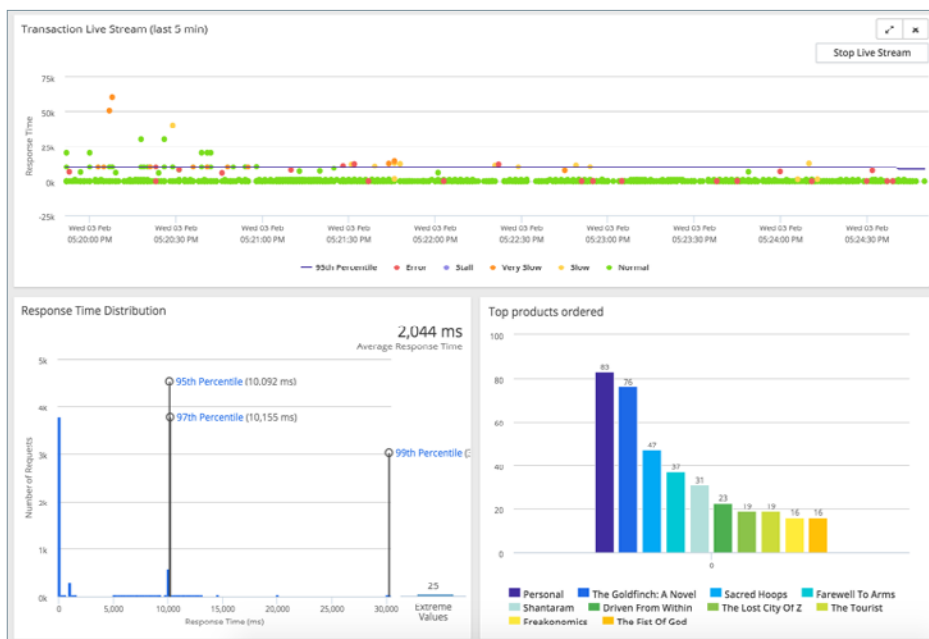 Transaction Live Stream (last 5 min)
Stop Live Stream
75k
50k
25k
0k
-25k
Response Time
Wed 03 Feb Wed 03 Feb Wed 03 Feb Wed 03 Feb Wed 03 Feb Wed 03 Feb Wed 03 Feb Wed 03 Feb Wed 03 Feb Wed 03 Feb
05:20:00 PM 05:20:30 PM 05:21:00 PM 05:21:30 PM 05:22:00 PM 05:22:30 PM 05:23:00 PM 05:23:30 PM 05:24:00 PM 05:24:30 PM
95th Percentile Error Stall Very Slow Slow Normal
Response Time Distribution
2,044 ms
Average Response Time
5k
4k
3k
2k
1k
0k
Number of Requests
95th Percentile (10,092 ms)
97th Percentile (10,155 ms)
99th Percentile (3
25
0 5,000 10,000 15,000 20,000 25,000 30,000
Extreme
Values
Response Time (ms)
Top products ordered
100
80
60
40
20
0
83
76
47
37
31
23
19
19
16
16
0
Personal The Goldfinch: A Novel Sacred Hoops Farewell To Arms
Shantaram Driven From Within The Lost City Of Z The Tourist
Freakonomics The Fist Of God